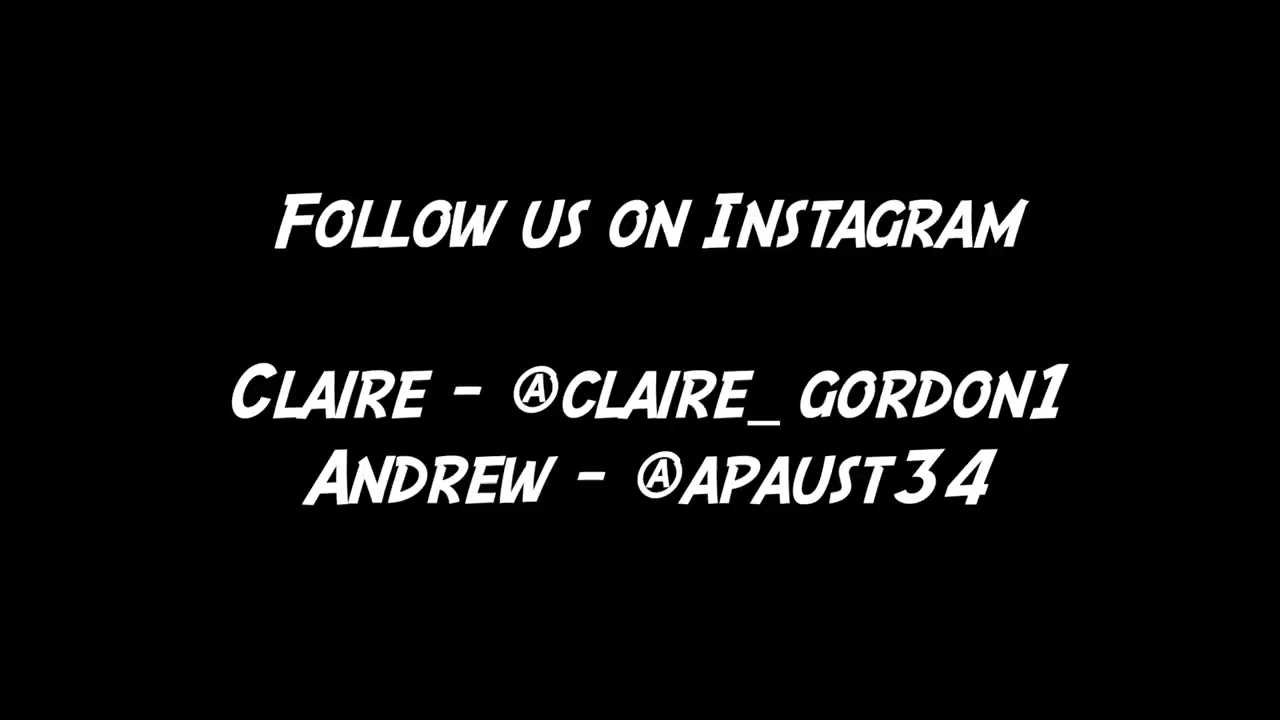 Follow us on Instagram
Claire - @claire_gordon1
Andrew - @apaust34